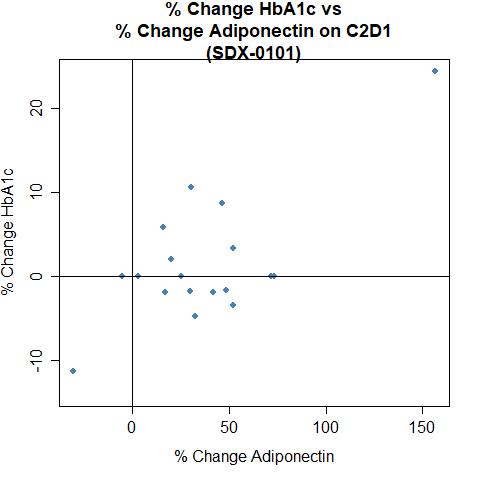 % Change HbA1c vs
% Change Adiponectin on C2D1
(SDX-0101)
% Change HbA1c
20
10
0
-10
0 50 100 150
% Change Adiponectin